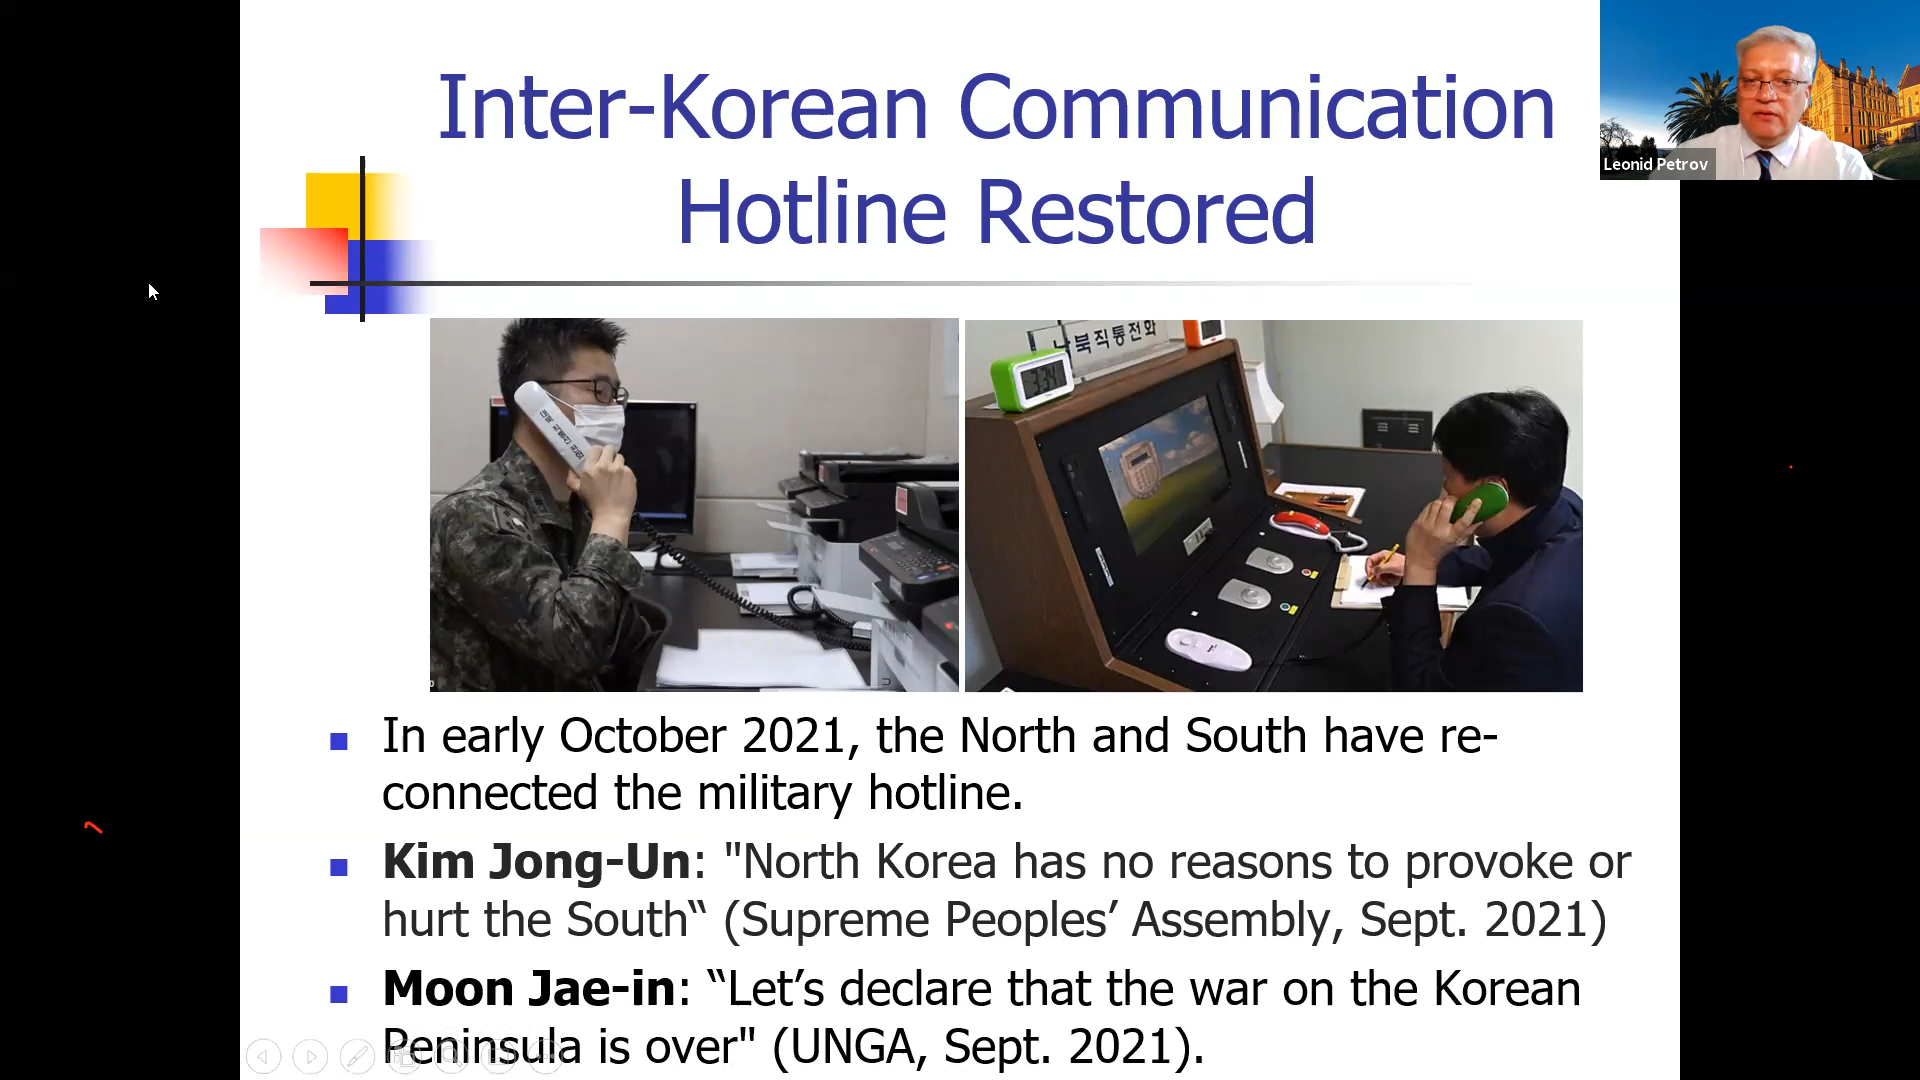 Inter-Korean Communication
Hotline Restored
Leonid Petrov
북직통전화
3:34
In early October 2021, the North and South have re-
connected the military hotline.
Kim Jong-Un: "North Korea has no reasons to provoke or
hurt the South“ (Supreme Peoples’ Assembly, Sept. 2021)
Moon Jae-in: “Let’s declare that the war on the Korean
Peninsula is over" (UNGA, Sept. 2021).